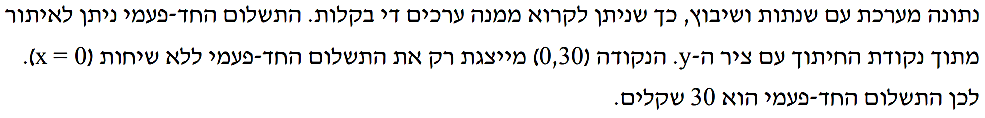 נתונה מערכת עם שנתות ושיבוץ, כך שניתן לקרוא ממנה ערכים די בקלות. התשלום החד-פעמי ניתן לאיתור
מתוך נקודת החיתוך עם ציר ה-y. הנקודה (0,30) מייצגת רק את התשלום החד-פעמי ללא שיחות (x = 0).
לכן התשלום החד-פעמי הוא 30 שקלים.